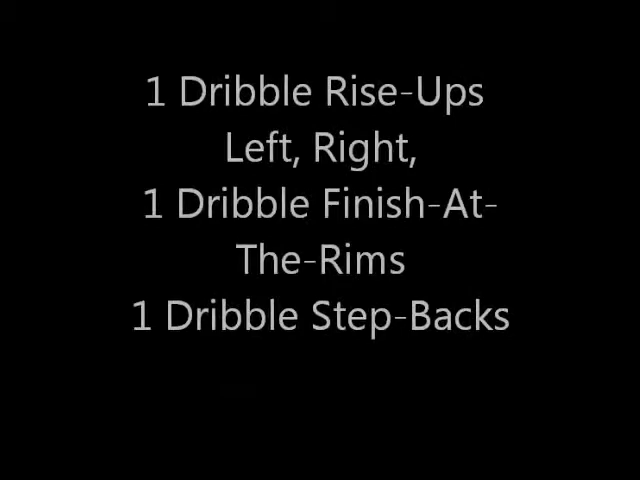 1 Dribble Rise-Ups
Left, Right,
1 Dribble Finish-At-
The-Rims
1 Dribble Step-Backs